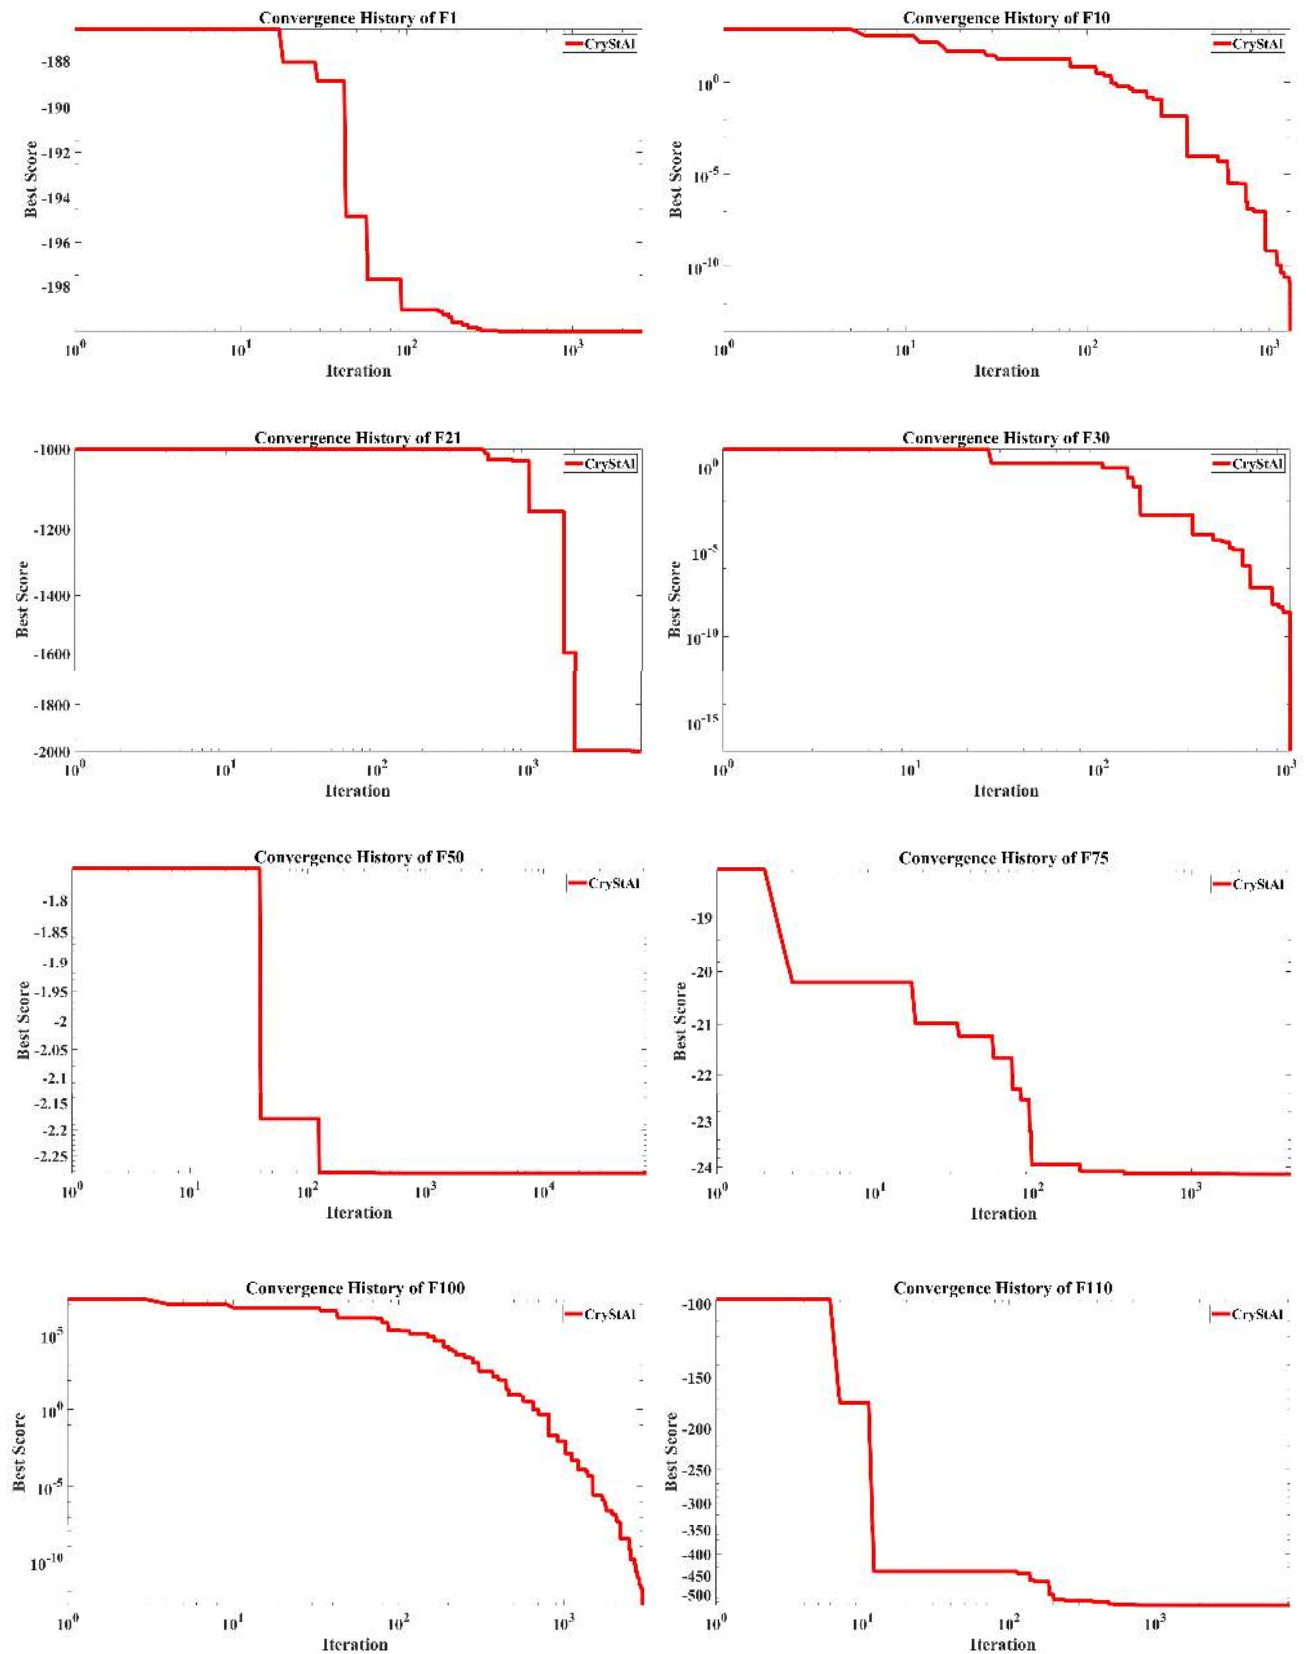 Convergence History of F1
CryStAl
-188
-190
-192
-194
-196
-198
Best Score
10^0 10^1 10^2 10^3
Iteration
Convergence History of F10
CryStAl
10^0
10^-5
10^-10
Best Score
10^0 10^1 10^2 10^3
Iteration
Convergence History of F21
CryStAl
-1000
-1200
-1400
-1600
-1800
-2000
Best Score
10^0 10^1 10^2 10^3
Iteration
Convergence History of F30
CryStAl
10^0
10^-5
10^-10
10^-15
Best Score
10^0 10^1 10^2 10^3
Iteration
Convergence History of F50
CryStAl
-1.8
-1.85
-1.9
-1.95
-2
-2.05
-2.1
-2.15
-2.2
-2.25
Best Score
10^0 10^1 10^2 10^3 10^4
Iteration
Convergence History of F75
CryStAl
-19
-20
-21
-22
-23
-24
Best Score
10^0 10^1 10^2 10^3
Iteration
Convergence History of F100
CryStAl
10^5
10^0
10^-5
10^-10
Best Score
10^0 10^1 10^2 10^3
Iteration
Convergence History of F110
CryStAl
-100
-150
-200
-250
-300
-350
-400
-450
-500
Best Score
10^0 10^1 10^2 10^3
Iteration